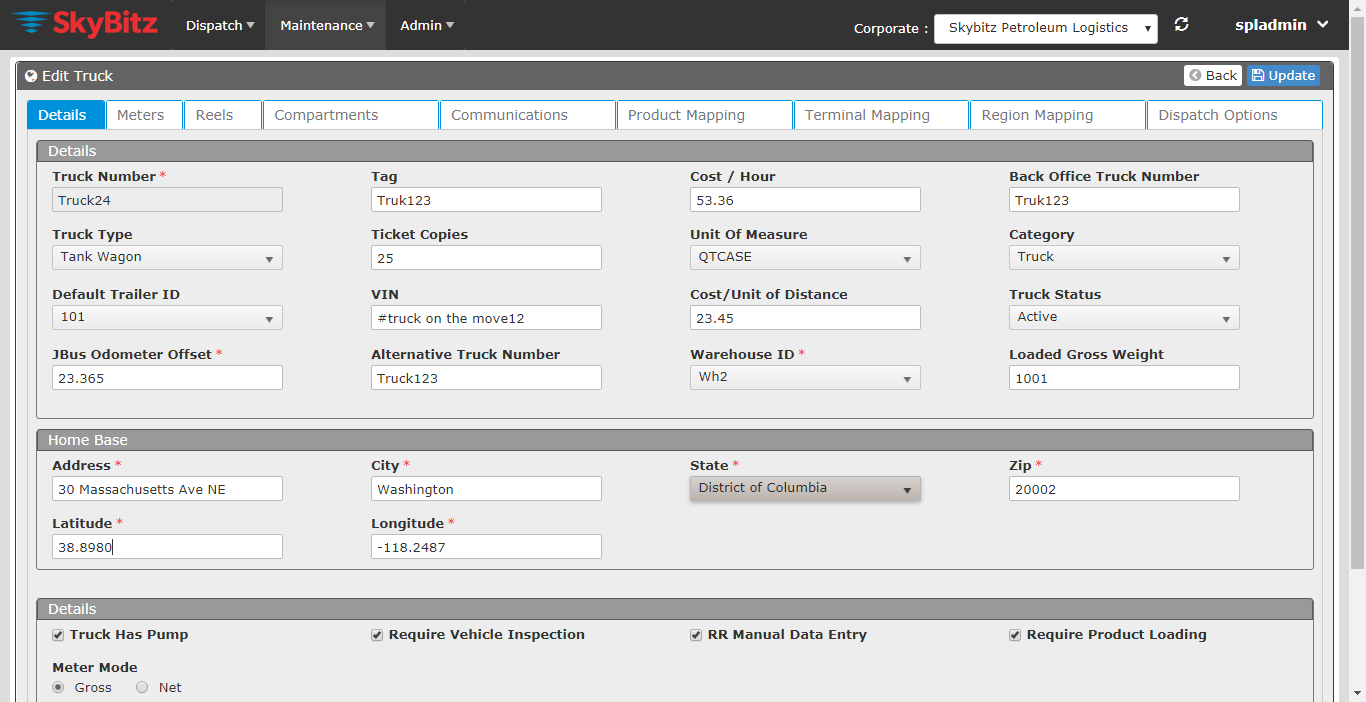 SkyBitz Dispatch Maintenance Admin Corporate : Skybitz Petroleum Logistics spladmin
Edit Truck Back Update
Details Meters Reels Compartments Communications Product Mapping Terminal Mapping Region Mapping Dispatch Options
Details
Truck Number * Tag Cost / Hour Back Office Truck Number
Truck24 Truk123 53.36 Truk123
Truck Type Ticket Copies Unit Of Measure Category
Tank Wagon 25 QTCASE Truck
Default Trailer ID VIN Cost/Unit of Distance Truck Status
101 #truck on the move12 23.45 Active
JBus Odometer Offset * Alternative Truck Number Warehouse ID * Loaded Gross Weight
23.365 Truck123 Wh2 1001
Home Base
Address * City * State * Zip *
30 Massachusetts Ave NE Washington District of Columbia 20002
Latitude * Longitude *
38.8980 -118.2487
Details
Truck Has Pump Require Vehicle Inspection RR Manual Data Entry Require Product Loading
Meter Mode
Gross Net